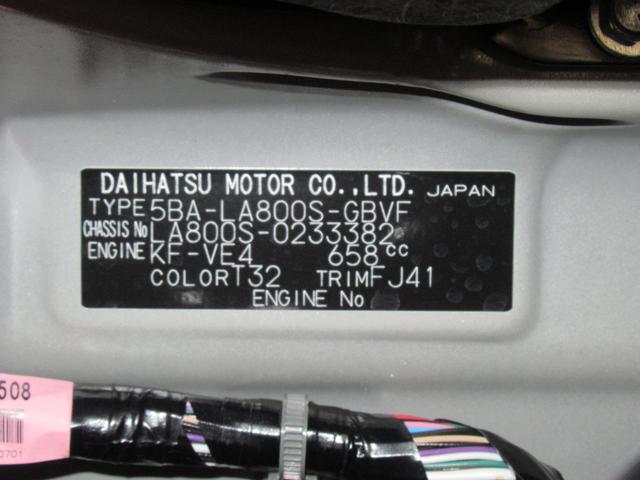 DAIHATSU MOTOR CO.,LTD. JAPAN
TYPE 5BA-LA800S-GBVF
CHASSIS No LA800S-0233382
ENGINE KF-VE4 658cc
COLOR T32 TRIM FJ41
ENGINE No
508
0701